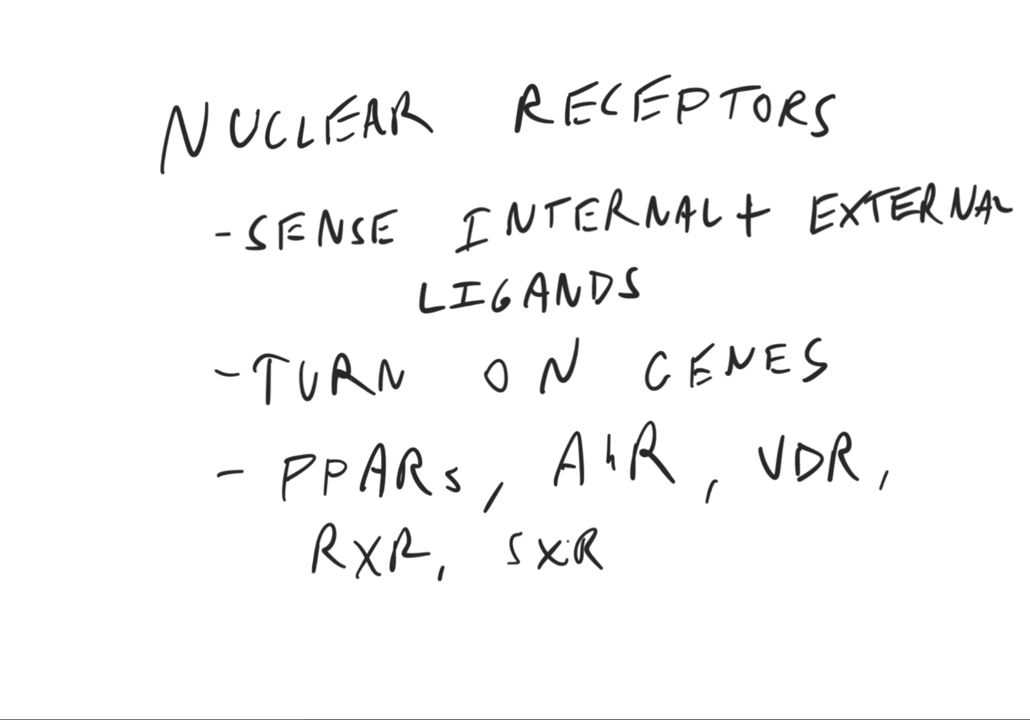 NUCLEAR RECEPTORS
-SENSE INTERNAL + EXTERNAL
LIGANDS
-TURN ON GENES
- PPARs, AhR, VDR,
RXR, SXR